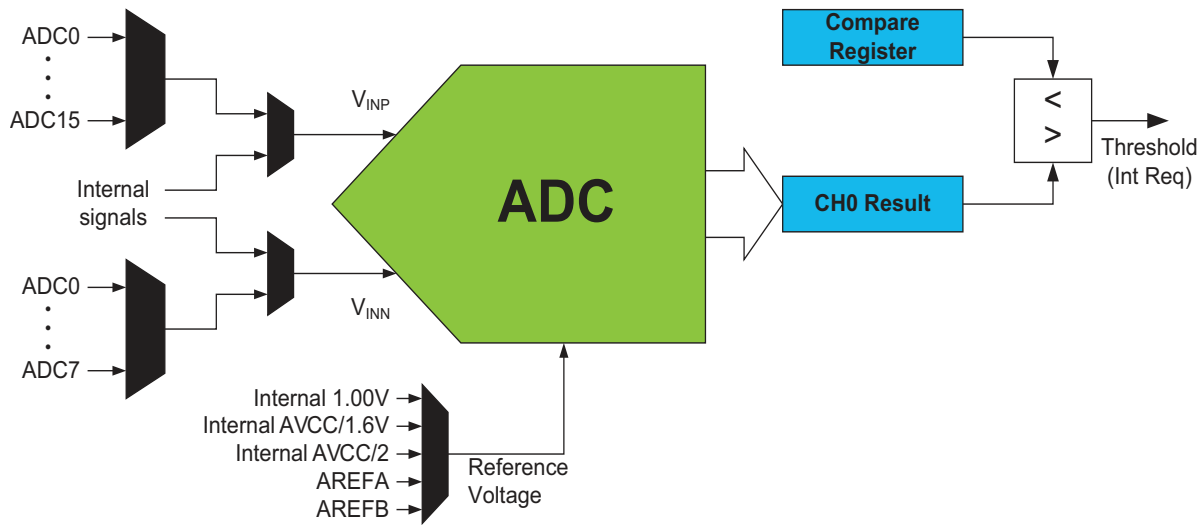 ADC0
ADC15
Internal
signals
ADC0
ADC7
VINP
VINN
ADC
Internal 1.00V
Internal AVCC/1.6V
Internal AVCC/2
AREFA
AREFB
Reference
Voltage
Compare
Register
CH0 Result
<
>
Threshold
(Int Req)